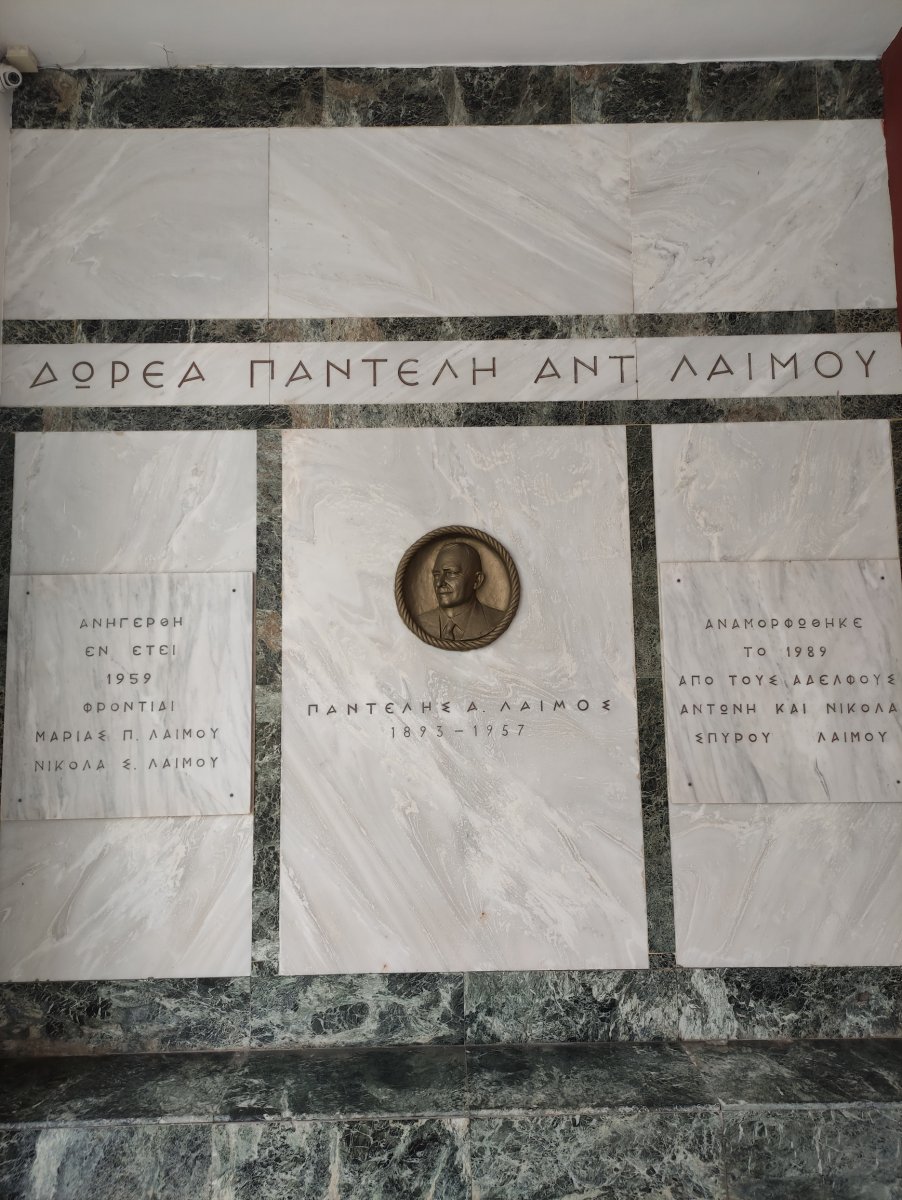 ΔΩΡΕΑ ΠΑΝΤΕΛΗ ΑΝΤ. ΛΑΙΜΟΥ
ΑΝΗΓΕΡΘΗ
ΕΝ ΕΤΕΙ
1959
ΦΡΟΝΤΙΔΙ
ΜΑΡΙΑΣ Π. ΛΑΙΜΟΥ
ΝΙΚΟΛΑ Σ. ΛΑΙΜΟΥ
ΠΑΝΤΕΛΗΣ Α. ΛΑΙΜΟΣ
1893-1957
ΑΝΑΜΟΡΦΩΘΗΚΕ
ΤΟ 1989
ΑΠΟ ΤΟΥΣ ΑΔΕΛΦΟΥΣ
ΑΝΤΩΝΗ ΚΑΙ ΝΙΚΟΛΑ
ΣΠΥΡΟΥ ΛΑΙΜΟΥ